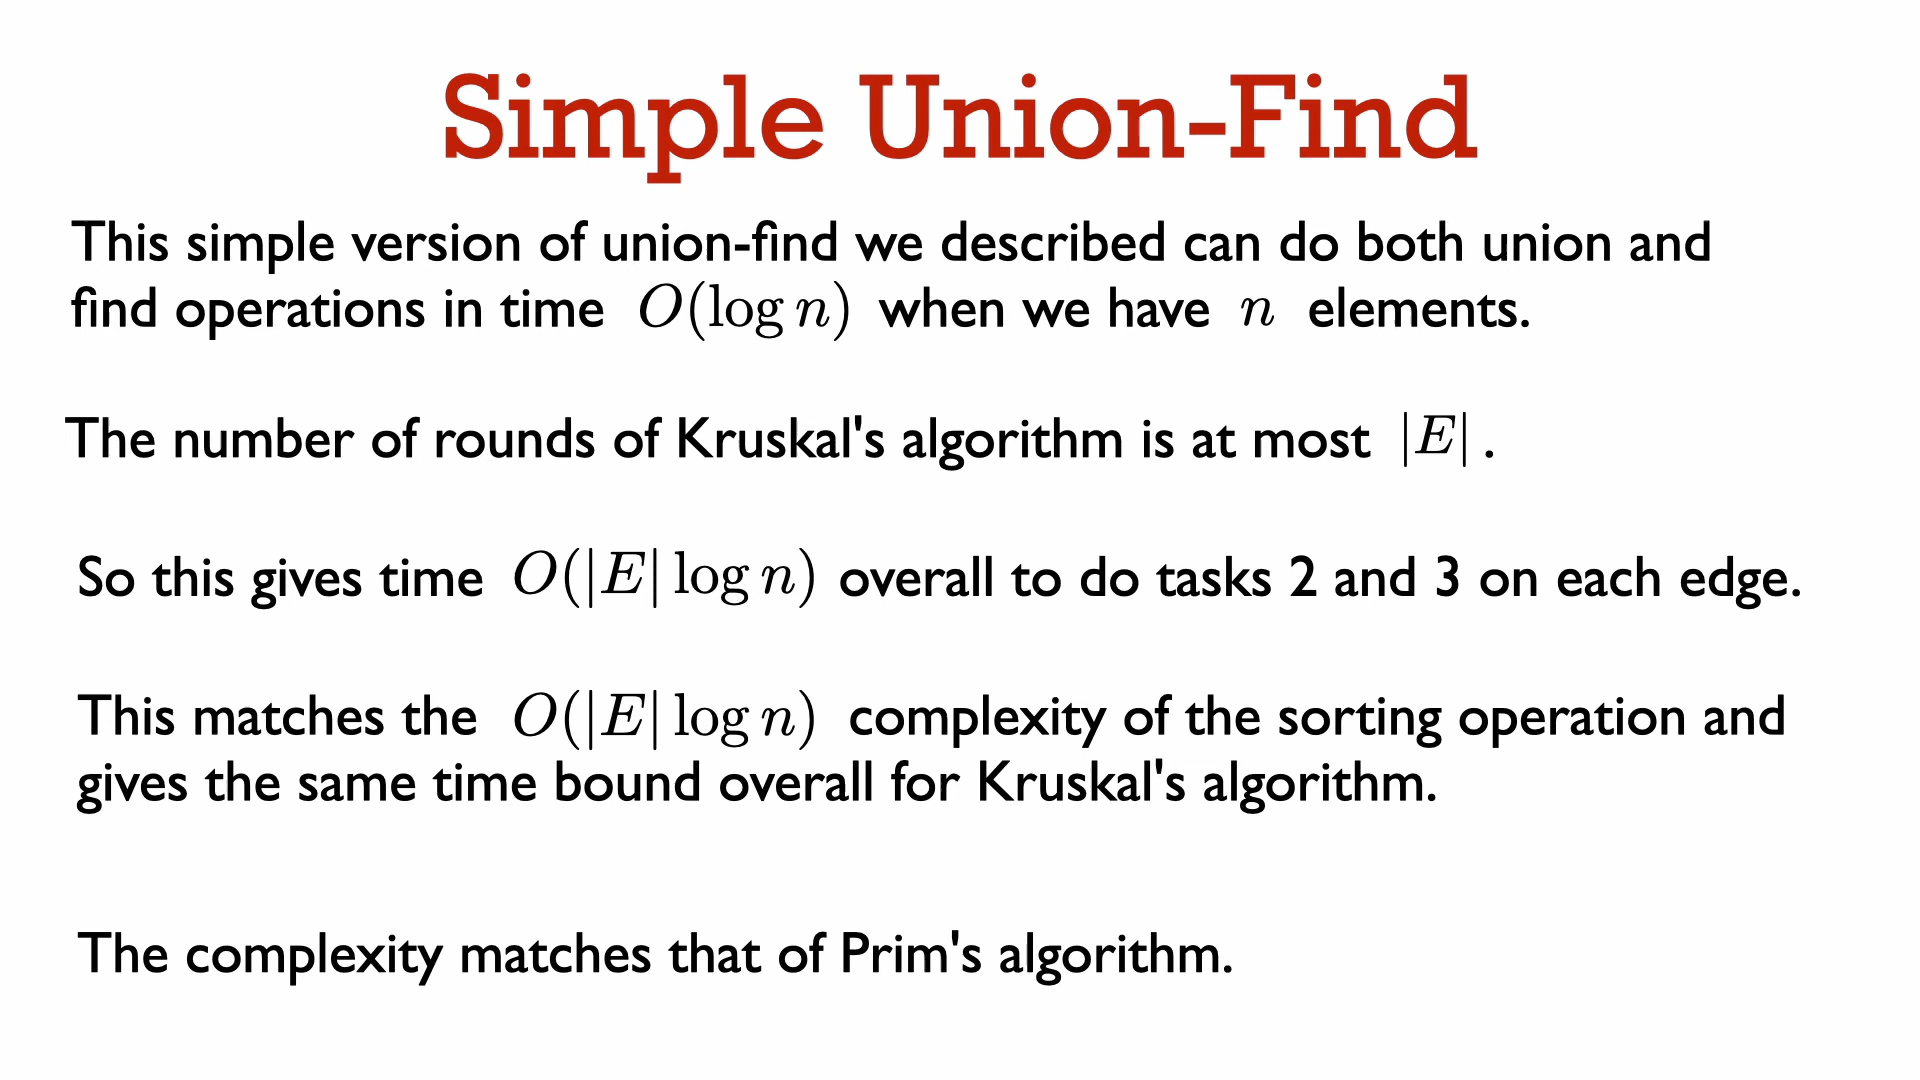 Simple Union-Find
This simple version of union-find we described can do both union and
find operations in time O(log n) when we have n elements.
The number of rounds of Kruskal's algorithm is at most |E|.
So this gives time O(|E| log n) overall to do tasks 2 and 3 on each edge.
This matches the O(|E| log n) complexity of the sorting operation and
gives the same time bound overall for Kruskal's algorithm.
The complexity matches that of Prim's algorithm.